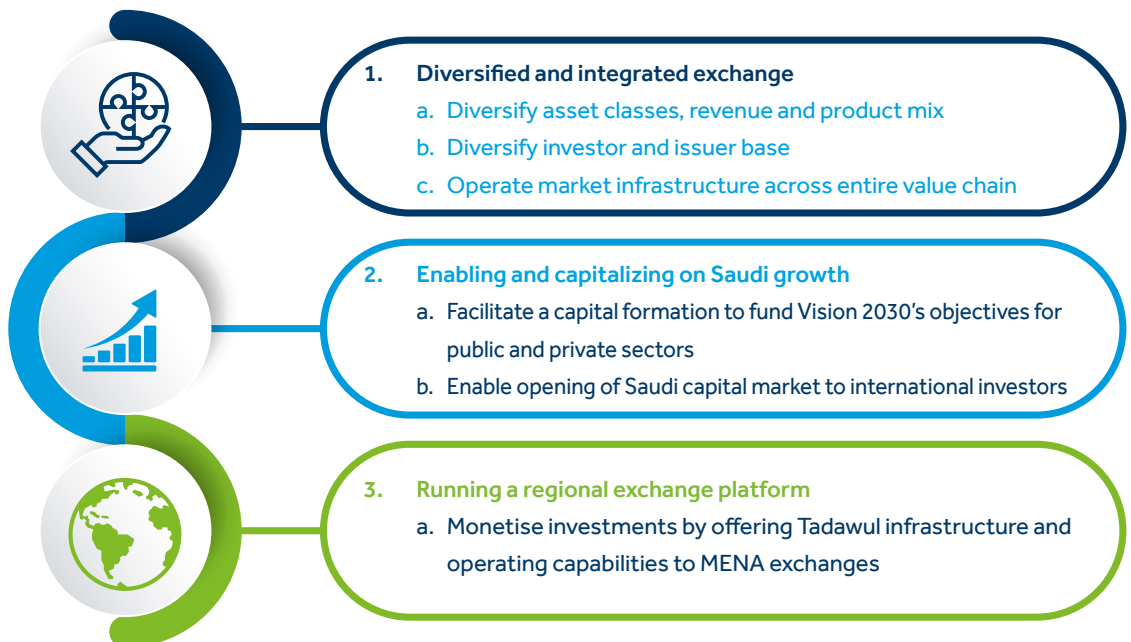 1. Diversified and integrated exchange
a. Diversify asset classes, revenue and product mix
b. Diversify investor and issuer base
c. Operate market infrastructure across entire value chain
2. Enabling and capitalizing on Saudi growth
a. Facilitate a capital formation to fund Vision 2030’s objectives for
public and private sectors
b. Enable opening of Saudi capital market to international investors
3. Running a regional exchange platform
a. Monetise investments by offering Tadawul infrastructure and
operating capabilities to MENA exchanges